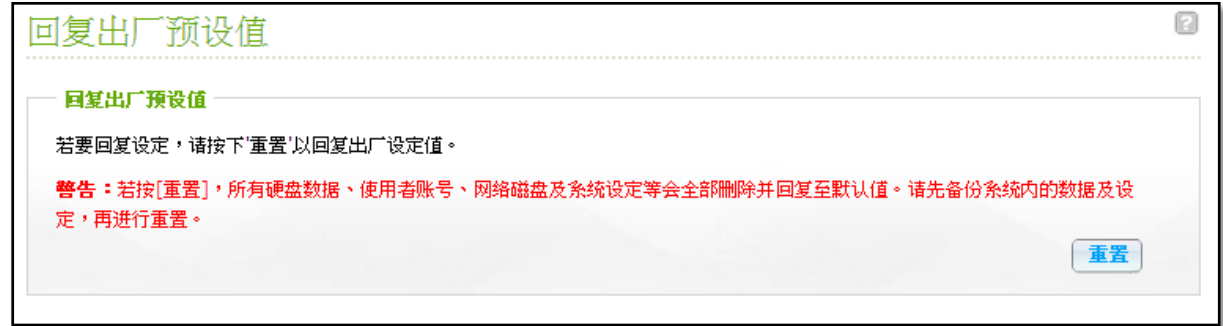 回复出厂预设值
?
回复出厂预设值
若要回复设定，请按下'重置'以回复出厂设定值。
警告：若按[重置]，所有硬盘数据、使用者账号、网络磁盘及系统设定等会全部删除并回复至默认值。请先备份系统内的数据及设
定，再进行重置。
重置